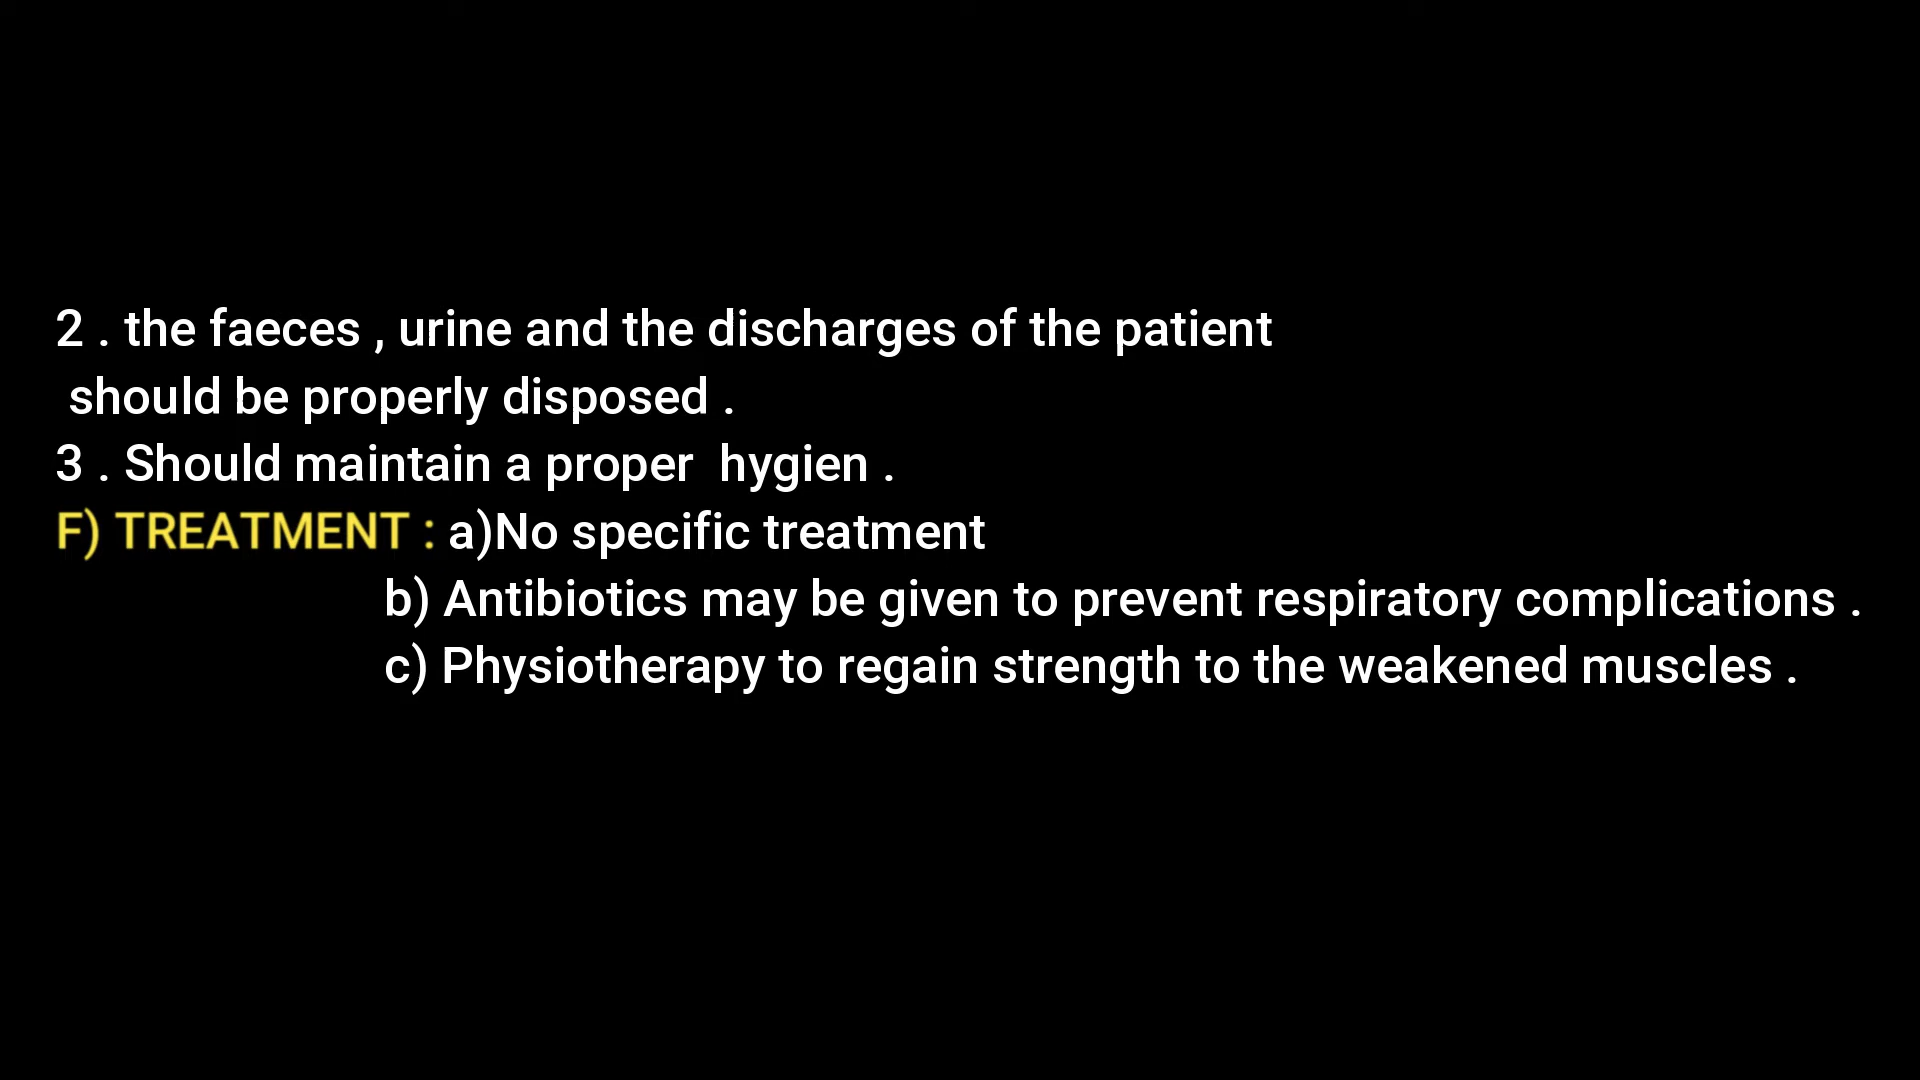 2 . the faeces , urine and the discharges of the patient
should be properly disposed .
3 . Should maintain a proper  hygien .
F) TREATMENT : a)No specific treatment
b) Antibiotics may be given to prevent respiratory complications .
c) Physiotherapy to regain strength to the weakened muscles .